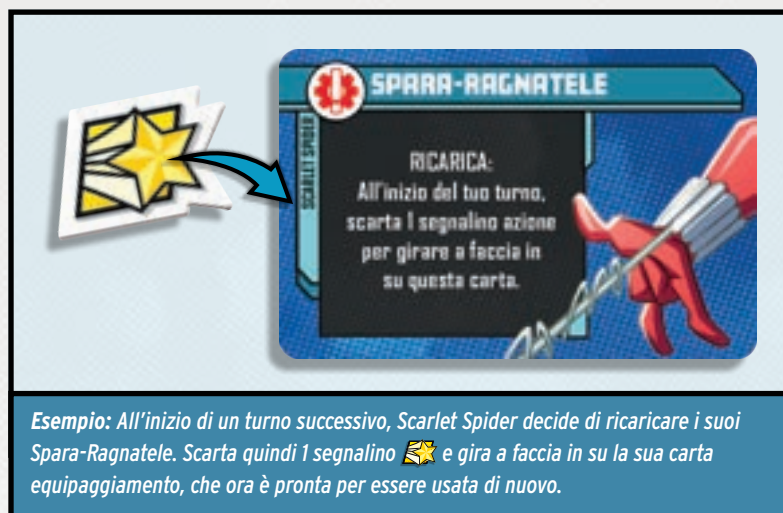 SPARA-RAGNATELE
SCARLET SPIDER
RICARICA:
All'inizio del tuo turno,
scarta 1 segnalino azione
per girare a faccia in
su questa carta.
Esempio: All'inizio di un turno successivo, Scarlet Spider decide di ricaricare i suoi
Spara-Ragnatele. Scarta quindi 1 segnalino e gira a faccia in su la sua carta
equipaggiamento, che ora è pronta per essere usata di nuovo.